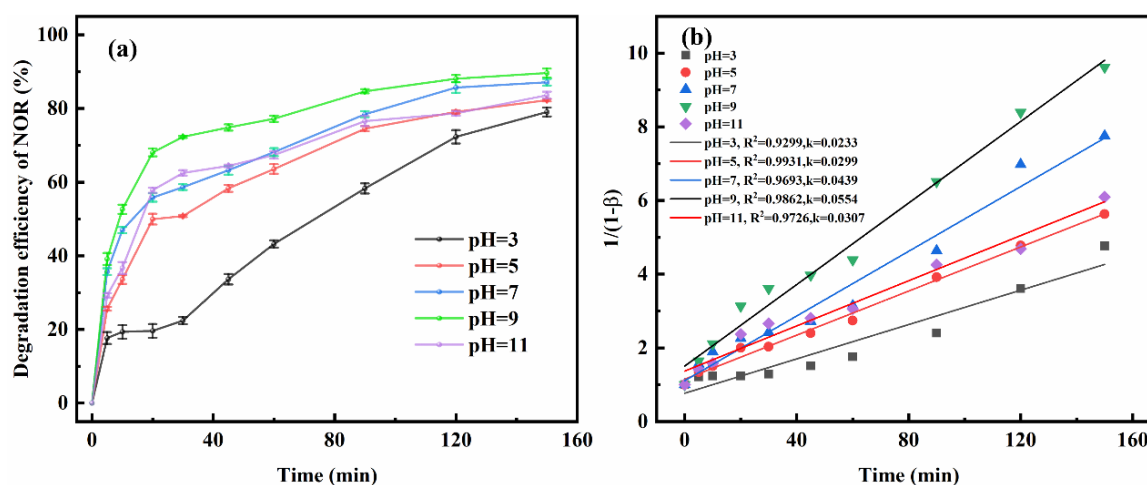 (a)
Degradation efficiency of NOR (%)
100
80
60
40
20
0
pH=3
pH=5
pH=7
pH=9
pH=11
0
40
80
120
160
Time (min)
(b)
1/(1-β)
10
8
6
4
2
0
pH=3
pH=5
pH=7
pH=9
pH=11
pH=3, R²=0.9299,k=0.0233
pH=5, R²=0.9931,k=0.0299
pH=7, R²=0.9693,k=0.0439
pH=9, R²=0.9862,k=0.0554
pH=11, R²=0.9726,k=0.0307
0
40
80
120
160
Time (min)